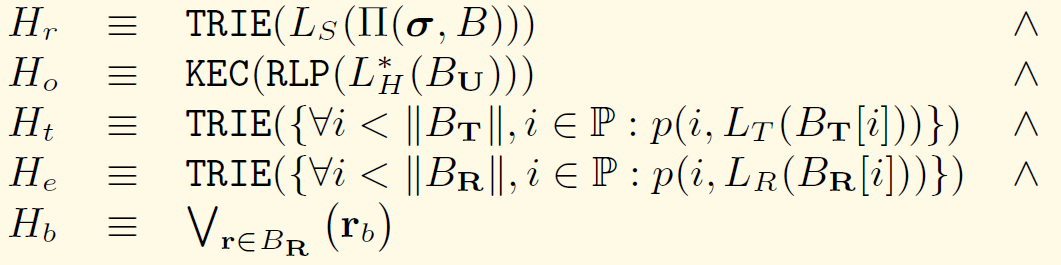 H_r ≡ TRIE(L_S(Π(σ, B))) ∧
H_o ≡ KEC(RLP(L^*_H(B_U))) ∧
H_t ≡ TRIE({∀i < ‖B_T‖, i ∈ ℙ : p(i, L_T(B_T[i]))}) ∧
H_e ≡ TRIE({∀i < ‖B_R‖, i ∈ ℙ : p(i, L_R(B_R[i]))}) ∧
H_b ≡ ⋁_{r∈B_R} (r_b)